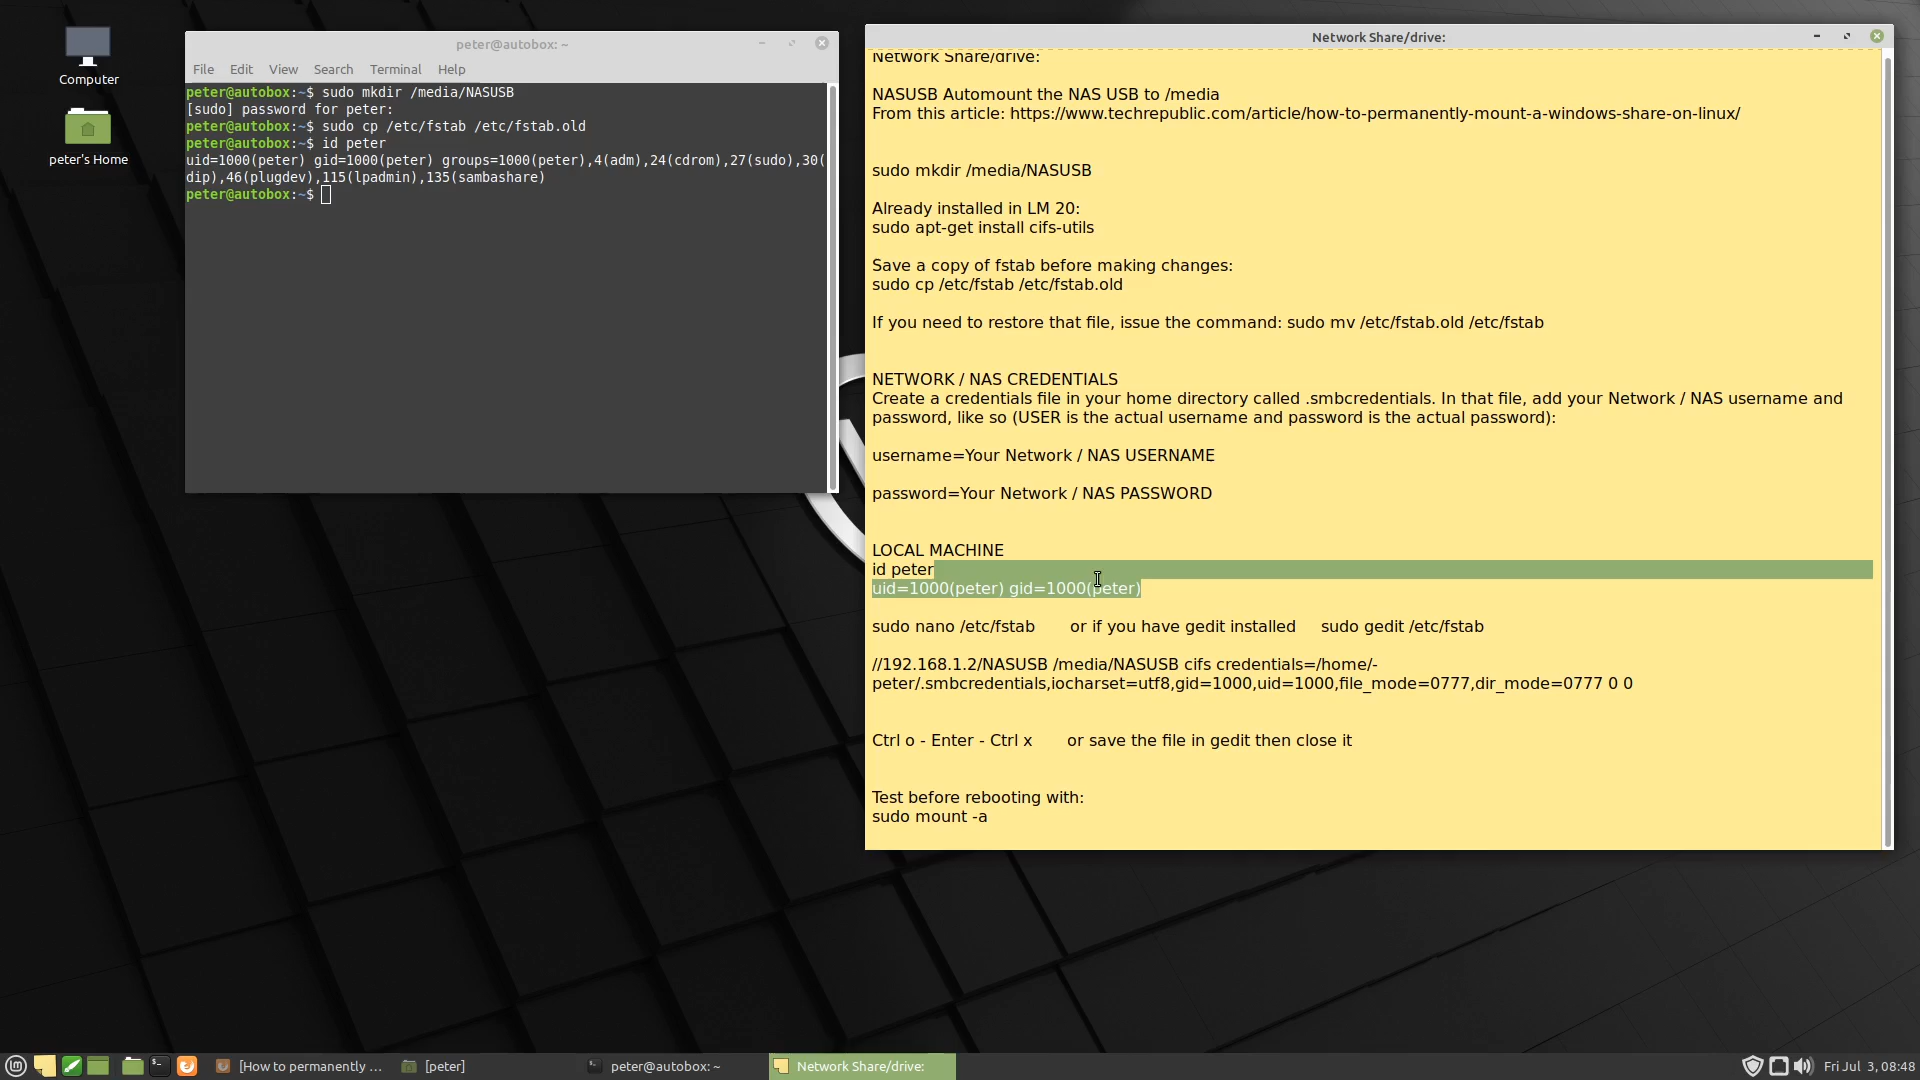 Computer
peter's Home
peter@autobox: ~
File Edit View Search Terminal Help
peter@autobox:~$ sudo mkdir /media/NASUSB
[sudo] password for peter:
peter@autobox:~$ sudo cp /etc/fstab /etc/fstab.old
peter@autobox:~$ id peter
uid=1000(peter) gid=1000(peter) groups=1000(peter),4(adm),24(cdrom),27(sudo),30(
dip),46(plugdev),115(lpadmin),135(sambashare)
peter@autobox:~$
Network Share/drive:
Network Share/drive:
NASUSB Automount the NAS USB to /media
From this article: https://www.techrepublic.com/article/how-to-permanently-mount-a-windows-share-on-linux/
sudo mkdir /media/NASUSB
Already installed in LM 20:
sudo apt-get install cifs-utils
Save a copy of fstab before making changes:
sudo cp /etc/fstab /etc/fstab.old
If you need to restore that file, issue the command: sudo mv /etc/fstab.old /etc/fstab
NETWORK / NAS CREDENTIALS
Create a credentials file in your home directory called .smbcredentials. In that file, add your Network / NAS username and
password, like so (USER is the actual username and password is the actual password):
username=Your Network / NAS USERNAME
password=Your Network / NAS PASSWORD
LOCAL MACHINE
id peter
uid=1000(peter) gid=1000(peter)
sudo nano /etc/fstab or if you have gedit installed sudo gedit /etc/fstab
//192.168.1.2/NASUSB /media/NASUSB cifs credentials=/home/-
peter/.smbcredentials,iocharset=utf8,gid=1000,uid=1000,file_mode=0777,dir_mode=0777 0 0
Ctrl o - Enter - Ctrl x or save the file in gedit then close it
Test before rebooting with:
sudo mount -a
[How to permanently ...
[peter]
peter@autobox: ~
Network Share/drive:
Fri Jul 3, 08:48